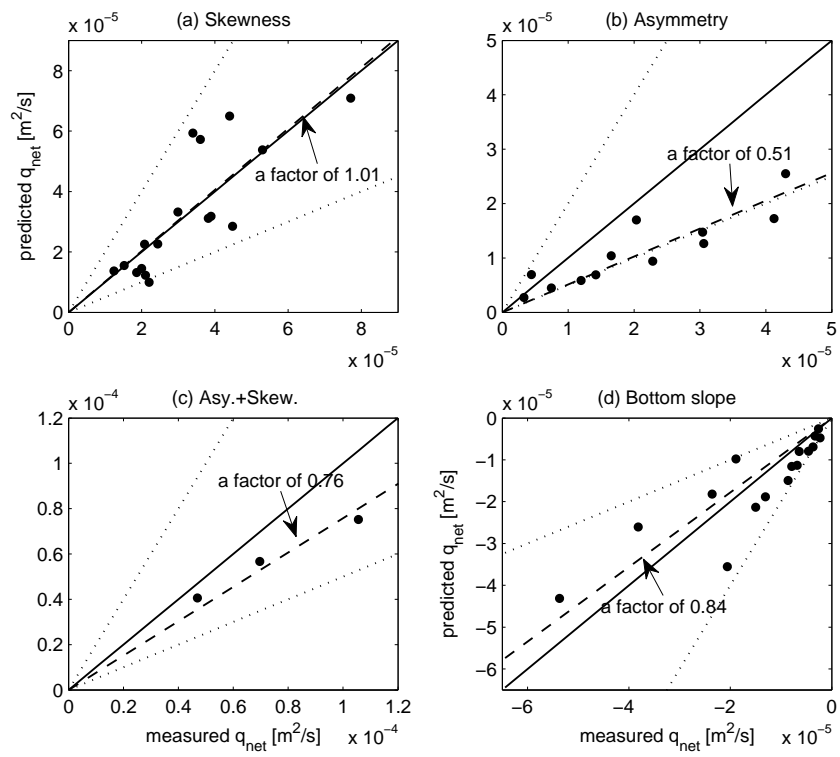 x 10⁻⁵
(a) Skewness
8
6
4
2
0
predicted q_net [m²/s]
a factor of 1.01
0 2 4 6 8
x 10⁻⁵
x 10⁻⁵
(b) Asymmetry
5
4
3
2
1
0
a factor of 0.51
0 1 2 3 4 5
x 10⁻⁵
x 10⁻⁴
(c) Asy.+Skew.
1.2
1
0.8
0.6
0.4
0.2
0
a factor of 0.76
0 0.2 0.4 0.6 0.8 1 1.2
measured q_net [m²/s] x 10⁻⁴
x 10⁻⁵
(d) Bottom slope
0
−1
−2
−3
−4
−5
−6
predicted q_net [m²/s]
a factor of 0.84
−6 −4 −2 0
measured q_net [m²/s] x 10⁻⁵